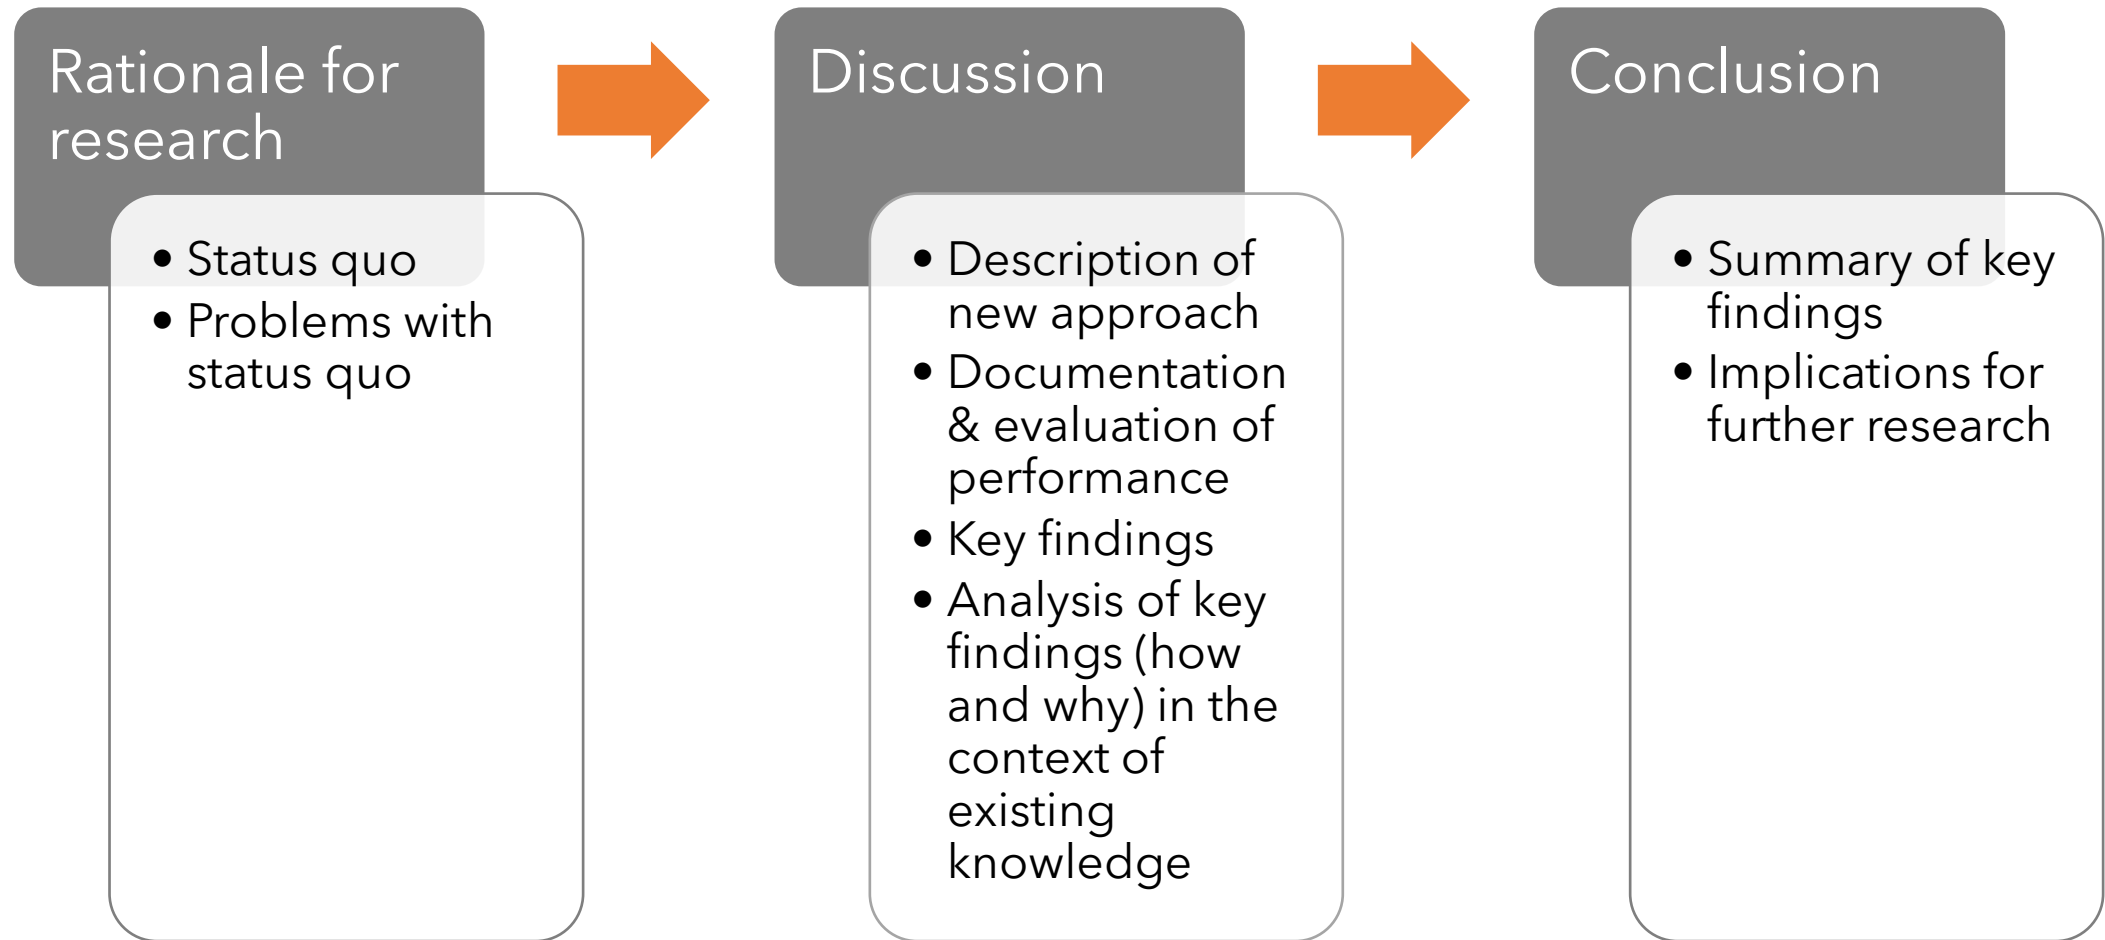 Rationale for
research
• Status quo
• Problems with
status quo
Discussion
• Description of
new approach
• Documentation
& evaluation of
performance
• Key findings
• Analysis of key
findings (how
and why) in the
context of
existing
knowledge
Conclusion
• Summary of key
findings
• Implications for
further research